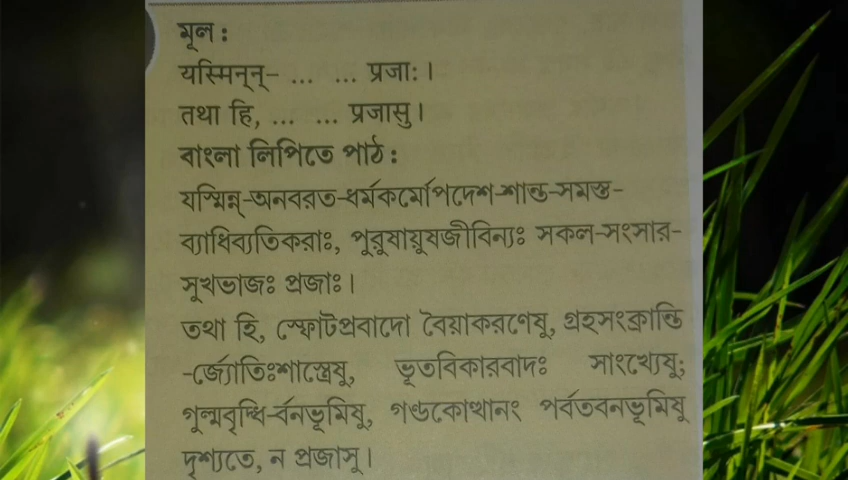 মূল :
যস্মিন্নন্– ... ... প্রজা:।
তথা হি, ... ... প্রজাসু।
বাংলা লিপিতে পাঠ :
যস্মিন্ন্-অনবরত-ধর্মকর্মোপদেশ-শান্ত-সমস্ত-
ব্যাধিব্যতিকরাঃ, পুরুষায়ুষজীবিন্যঃ সকল-সংসার-
সুখভাজঃ প্রজাঃ।
তথা হি, স্ফোটপ্রবাদো বৈয়াকরণেষু, গ্রহসংক্রান্তি
-র্জ্যোতিঃশাস্ত্রেষু, ভূতবিকারবাদঃ সাংখ্যেষু;
গুল্মবৃদ্ধি-র্বনভূমিষু, গণ্ডকোত্থানং পর্বতবনভূমিষু
দৃশ্যতে, ন প্রজাসু।